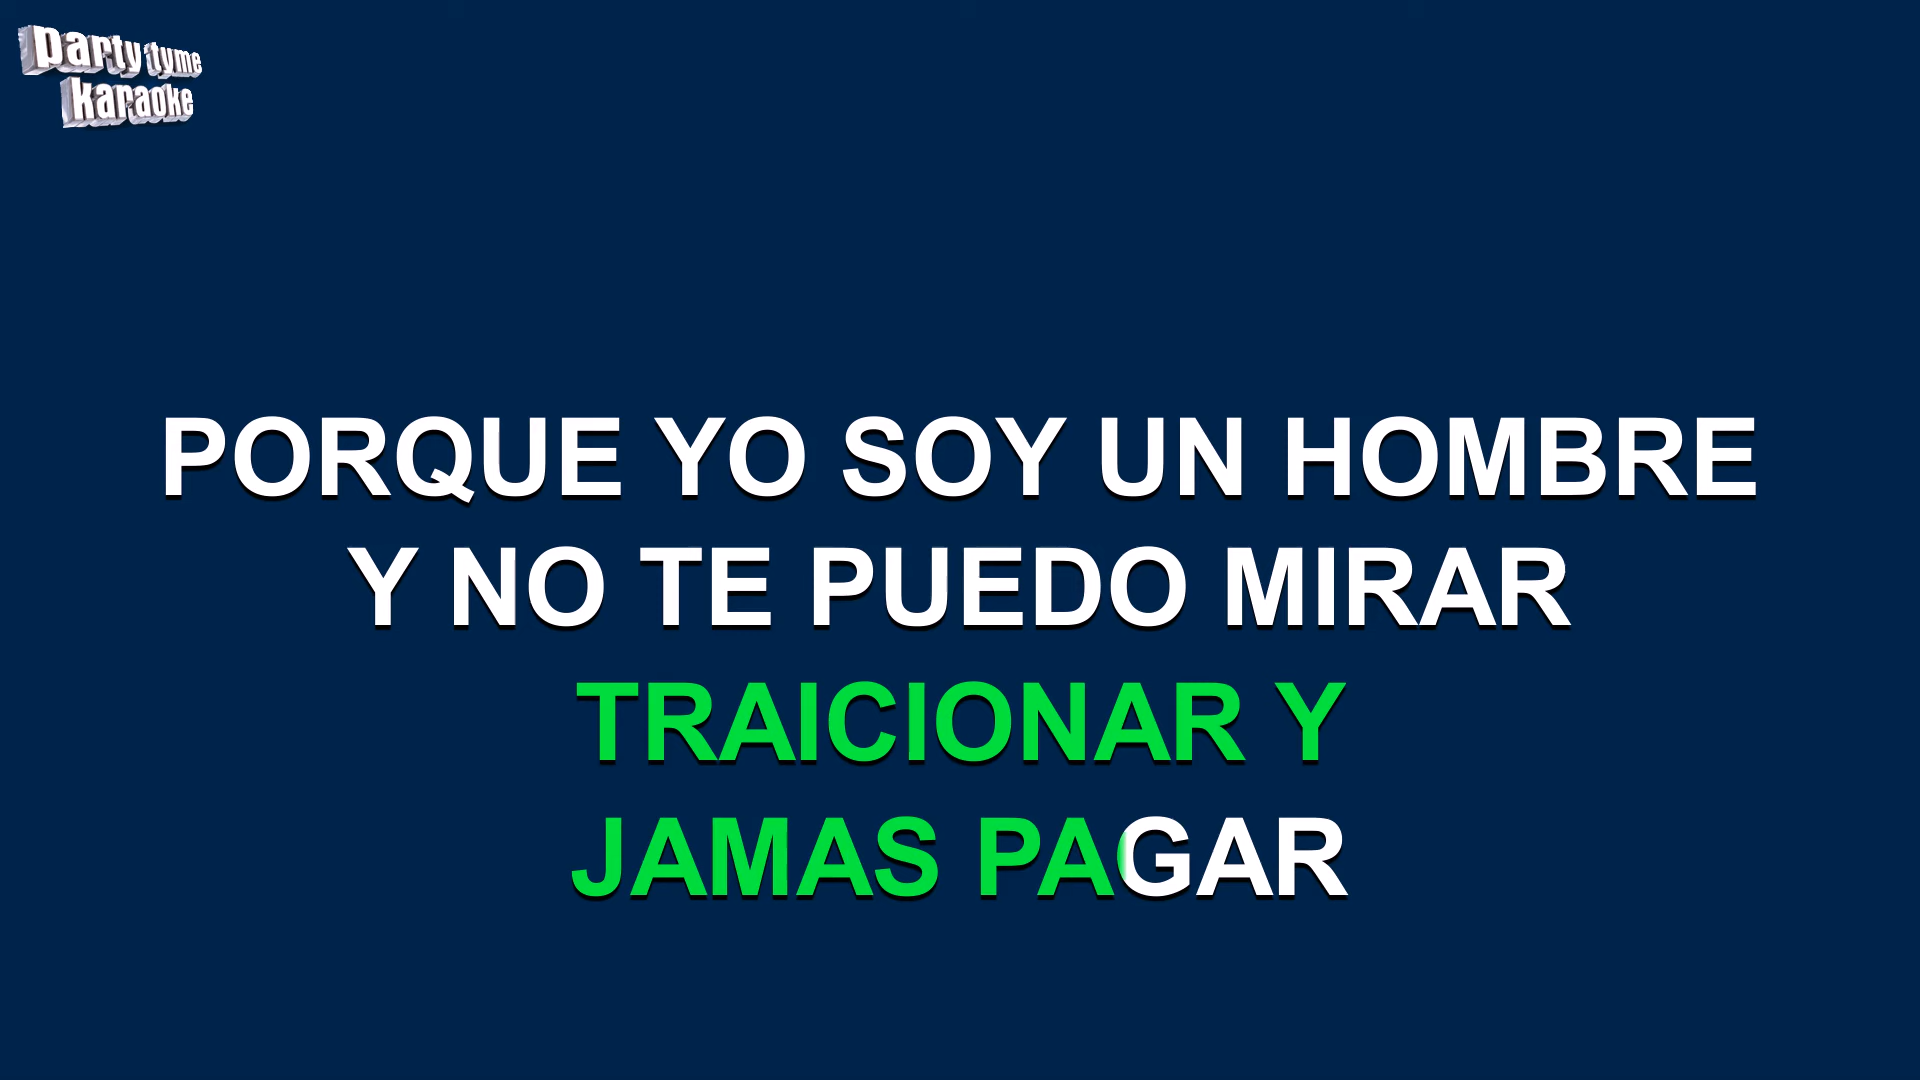 party tyme
karaoke
PORQUE YO SOY UN HOMBRE
Y NO TE PUEDO MIRAR
TRAICIONAR Y
JAMAS PAGAR